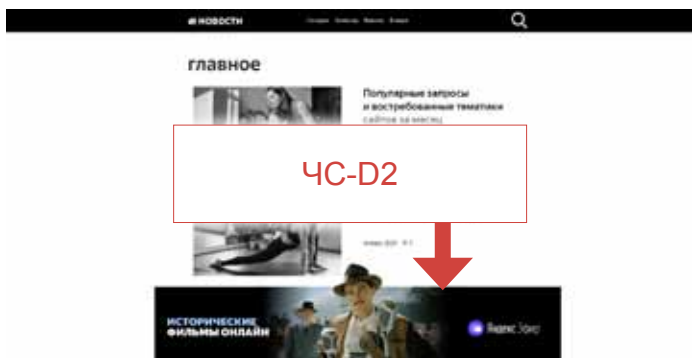 НОВОСТИ
главное
Популярные запросы
и востребованные тематики
сайтов за месяц
ЧС-D2
ИСТОРИЧЕСКИЕ
ФИЛЬМЫ ОНЛАЙН
Яндекс Эфир